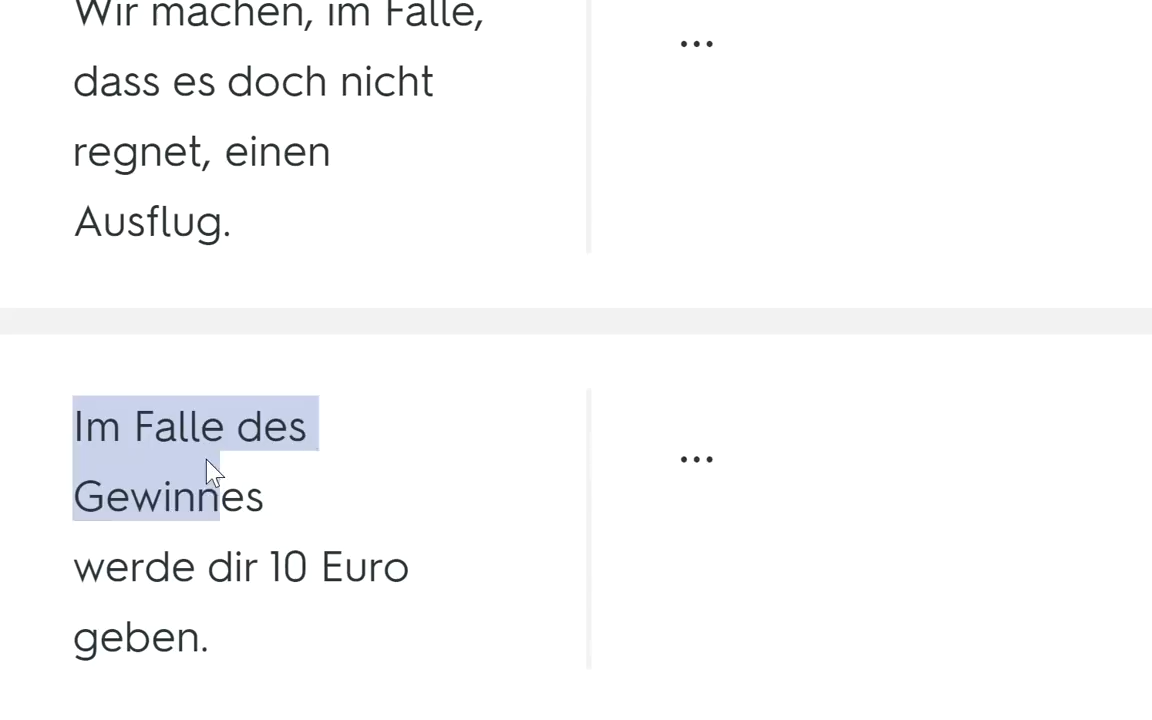 Wir machen, im Falle,
dass es doch nicht
regnet, einen
Ausflug.
...
Im Falle des
Gewinnes
werde dir 10 Euro
geben.
...